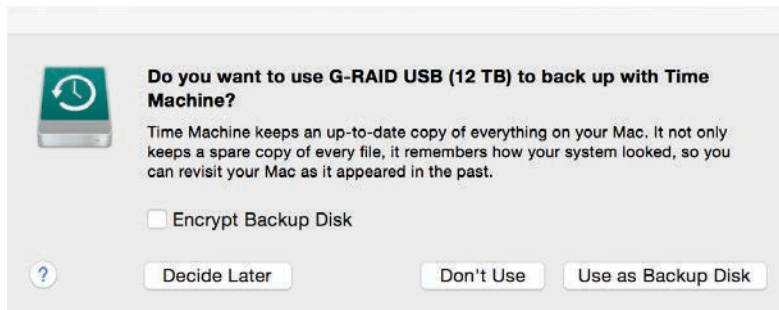 Do you want to use G-RAID USB (12 TB) to back up with Time
Machine?
Time Machine keeps an up-to-date copy of everything on your Mac. It not only
keeps a spare copy of every file, it remembers how your system looked, so you
can revisit your Mac as it appeared in the past.
Encrypt Backup Disk
? Decide Later Don't Use Use as Backup Disk